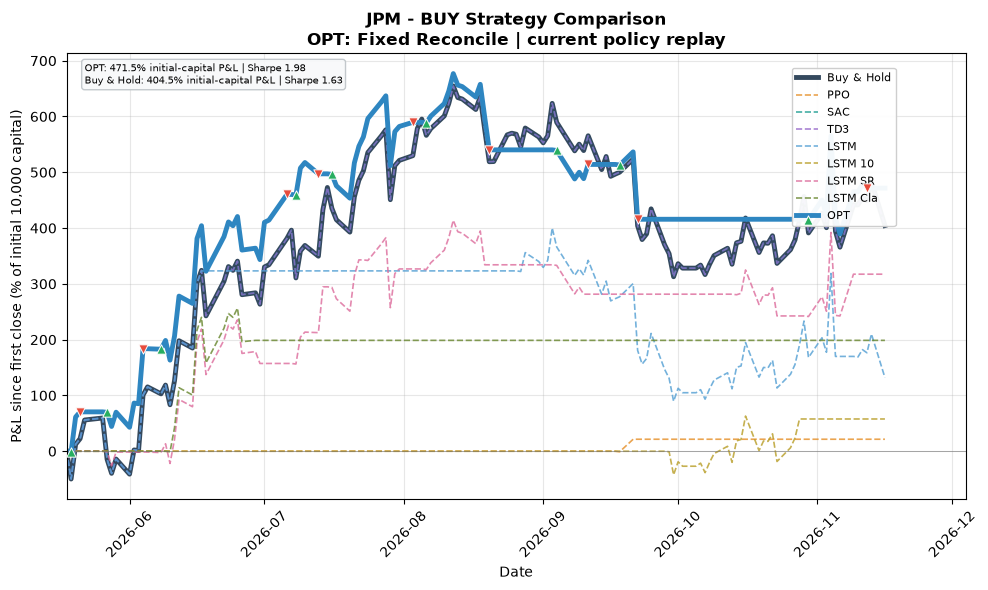 JPM - BUY Strategy Comparison
OPT: Fixed Reconcile | current policy replay
OPT: 471.5% initial-capital P&L | Sharpe 1.98
Buy & Hold: 404.5% initial-capital P&L | Sharpe 1.63
Buy & Hold
PPO
SAC
TD3
LSTM
LSTM 10
LSTM SR
LSTM Cla
OPT
P&L since first close (% of initial 10,000 capital)
700
600
500
400
300
200
100
0
2026-06
2026-07
2026-08
2026-09
2026-10
2026-11
2026-12
Date